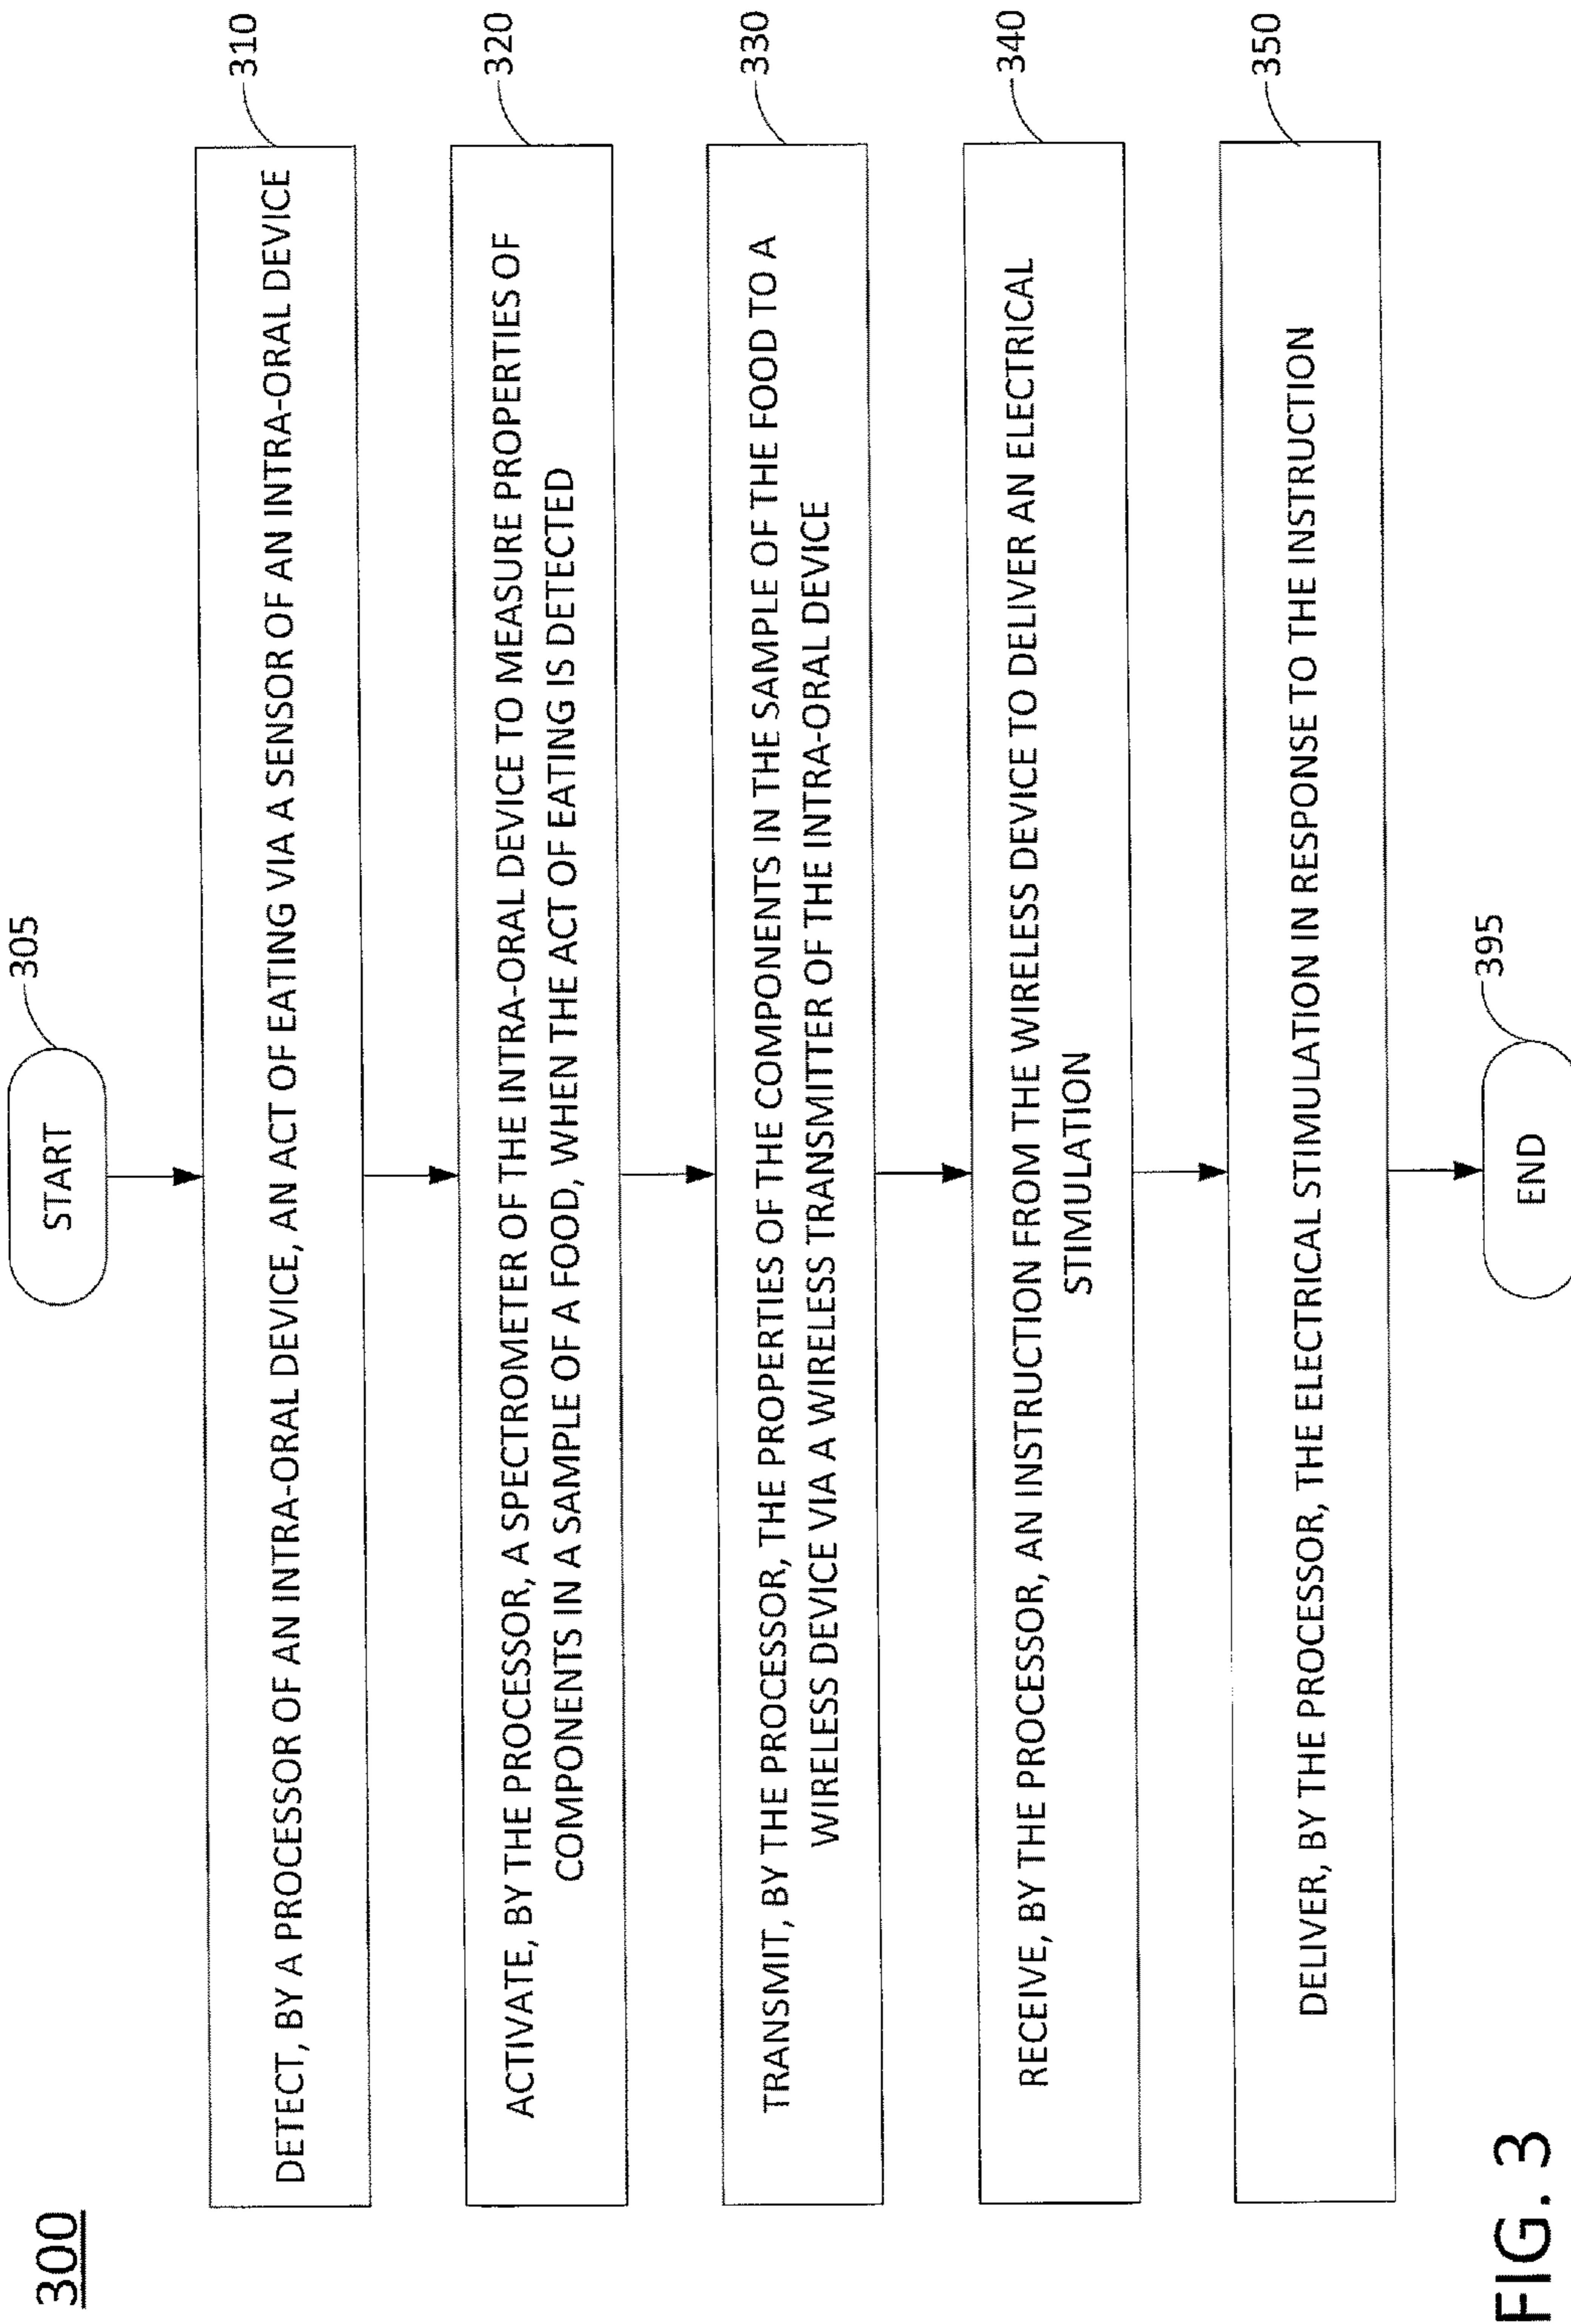 300
START
305
DETECT, BY A PROCESSOR OF AN INTRA-ORAL DEVICE, AN ACT OF EATING VIA A SENSOR OF AN INTRA-ORAL DEVICE
310
ACTIVATE, BY THE PROCESSOR, A SPECTROMETER OF THE INTRA-ORAL DEVICE TO MEASURE PROPERTIES OF
COMPONENTS IN A SAMPLE OF A FOOD, WHEN THE ACT OF EATING IS DETECTED
320
TRANSMIT, BY THE PROCESSOR, THE PROPERTIES OF THE COMPONENTS IN THE SAMPLE OF THE FOOD TO A
WIRELESS DEVICE VIA A WIRELESS TRANSMITTER OF THE INTRA-ORAL DEVICE
330
RECEIVE, BY THE PROCESSOR, AN INSTRUCTION FROM THE WIRELESS DEVICE TO DELIVER AN ELECTRICAL
STIMULATION
340
DELIVER, BY THE PROCESSOR, THE ELECTRICAL STIMULATION IN RESPONSE TO THE INSTRUCTION
350
END
395
FIG. 3